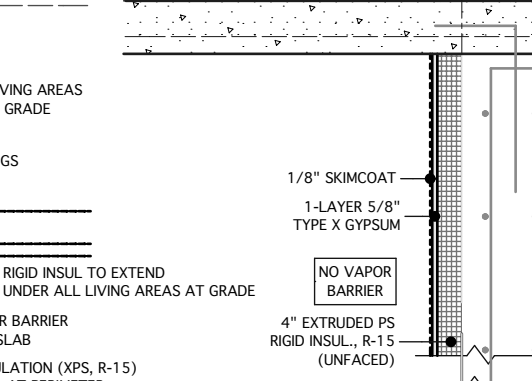 VING AREAS
GRADE
GS
1/8" SKIMCOAT
1-LAYER 5/8"
TYPE X GYPSUM
RIGID INSUL TO EXTEND
UNDER ALL LIVING AREAS AT GRADE
NO VAPOR
BARRIER
R BARRIER
SLAB
4" EXTRUDED PS
RIGID INSUL., R-15
(UNFACED)
ULATION (XPS, R-15)
AT PERIMETER